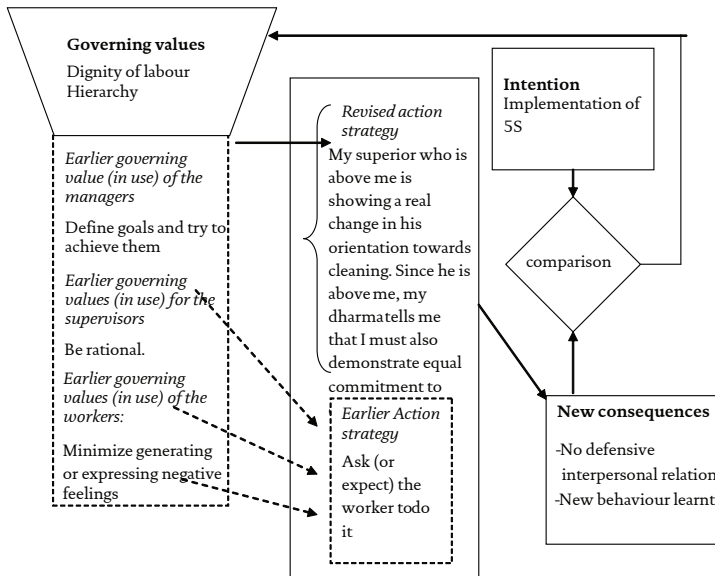 Governing values
Dignity of labour
Hierarchy
Earlier governing
value (in use) of the
managers
Define goals and try to
achieve them
Earlier governing
values (in use) for the
supervisors
Be rational.
Earlier governing
values (in use) of the
workers:
Minimize generating
or expressing negative
feelings
Revised action
strategy
My superior who is
above me is
showing a real
change in his
orientation towards
cleaning. Since he is
above me, my
dharma tells me
that I must also
demonstrate equal
commitment to
Earlier Action
strategy
Ask (or
expect) the
worker to do
it
Intention
Implementation of
5S
comparison
New consequences
-No defensive
interpersonal relation
-New behaviour learnt